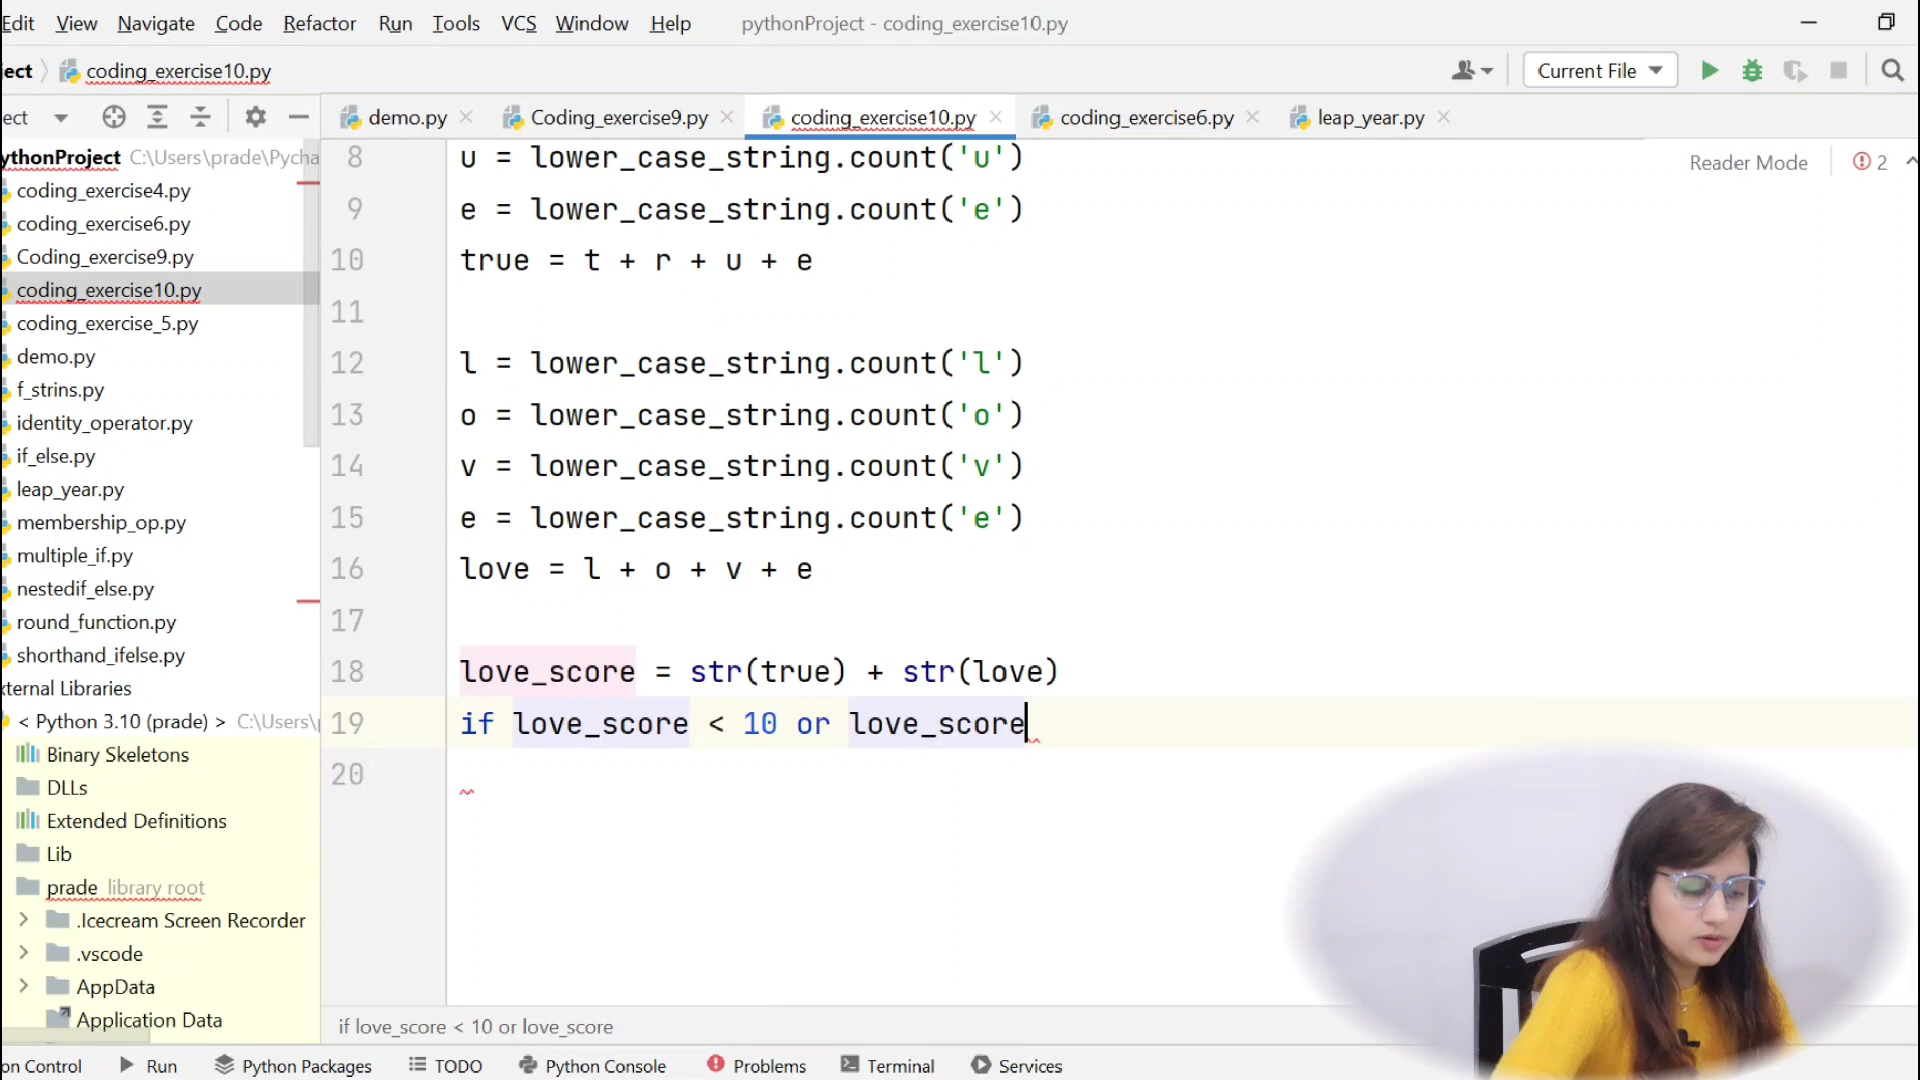 Edit View Navigate Code Refactor Run Tools VCS Window Help pythonProject - coding_exercise10.py
ject coding_exercise10.py Current File
ect demo.py Coding_exercise9.py coding_exercise10.py coding_exercise6.py leap_year.py
ythonProject C:\Users\prade\Pycha
coding_exercise4.py
coding_exercise6.py
Coding_exercise9.py
coding_exercise10.py
coding_exercise_5.py
demo.py
f_strins.py
identity_operator.py
if_else.py
leap_year.py
membership_op.py
multiple_if.py
nestedif_else.py
round_function.py
shorthand_ifelse.py
xternal Libraries
< Python 3.10 (prade) > C:\Users\
Binary Skeletons
DLLs
Extended Definitions
Lib
prade library root
.Icecream Screen Recorder
.vscode
AppData
Application Data
Reader Mode 2
8 u = lower_case_string.count('u')
9 e = lower_case_string.count('e')
10 true = t + r + u + e
11
12 l = lower_case_string.count('l')
13 o = lower_case_string.count('o')
14 v = lower_case_string.count('v')
15 e = lower_case_string.count('e')
16 love = l + o + v + e
17
18 love_score = str(true) + str(love)
19 if love_score < 10 or love_score
20
if love_score < 10 or love_score
on Control Run Python Packages TODO Python Console Problems Terminal Services